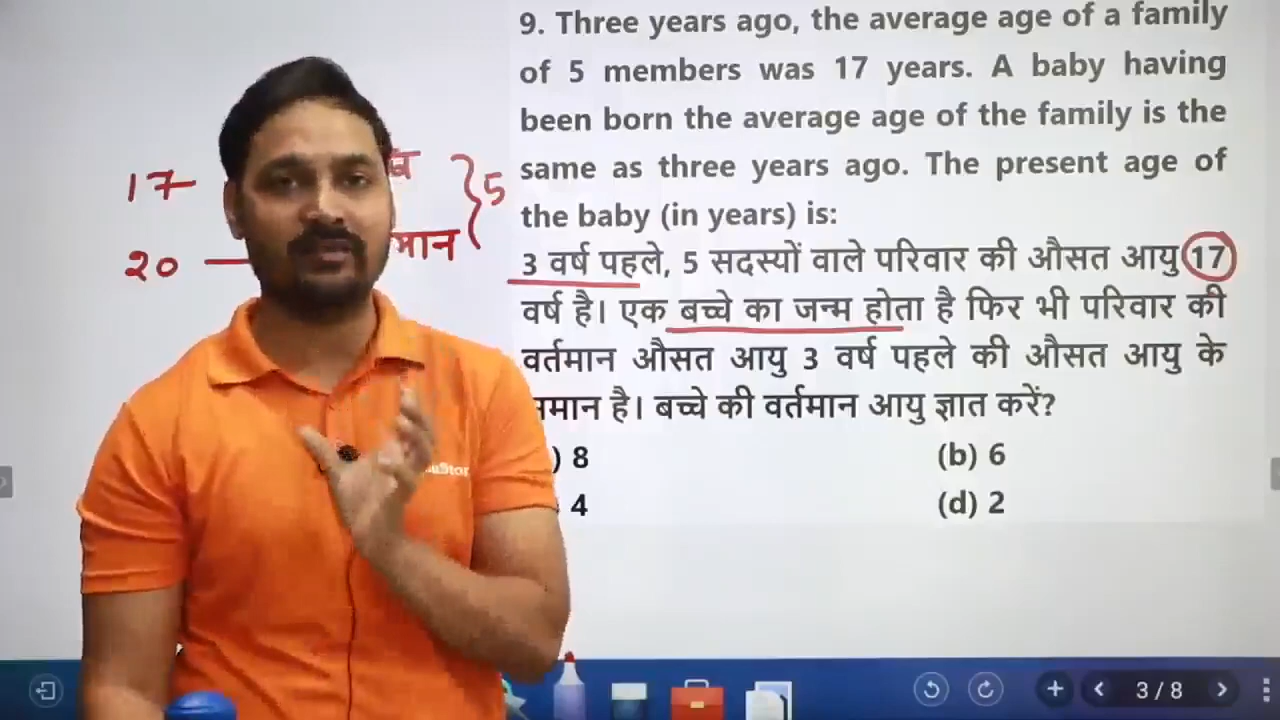 9. Three years ago, the average age of a family
of 5 members was 17 years. A baby having
been born the average age of the family is the
same as three years ago. The present age of
the baby (in years) is:
3 वर्ष पहले, 5 सदस्यों वाले परिवार की औसत आयु 17
वर्ष है। एक बच्चे का जन्म होता है फिर भी परिवार की
वर्तमान औसत आयु 3 वर्ष पहले की औसत आयु के
समान है। बच्चे की वर्तमान आयु ज्ञात करें?
) 8
(b) 6
4
(d) 2
17
5
20
3 / 8